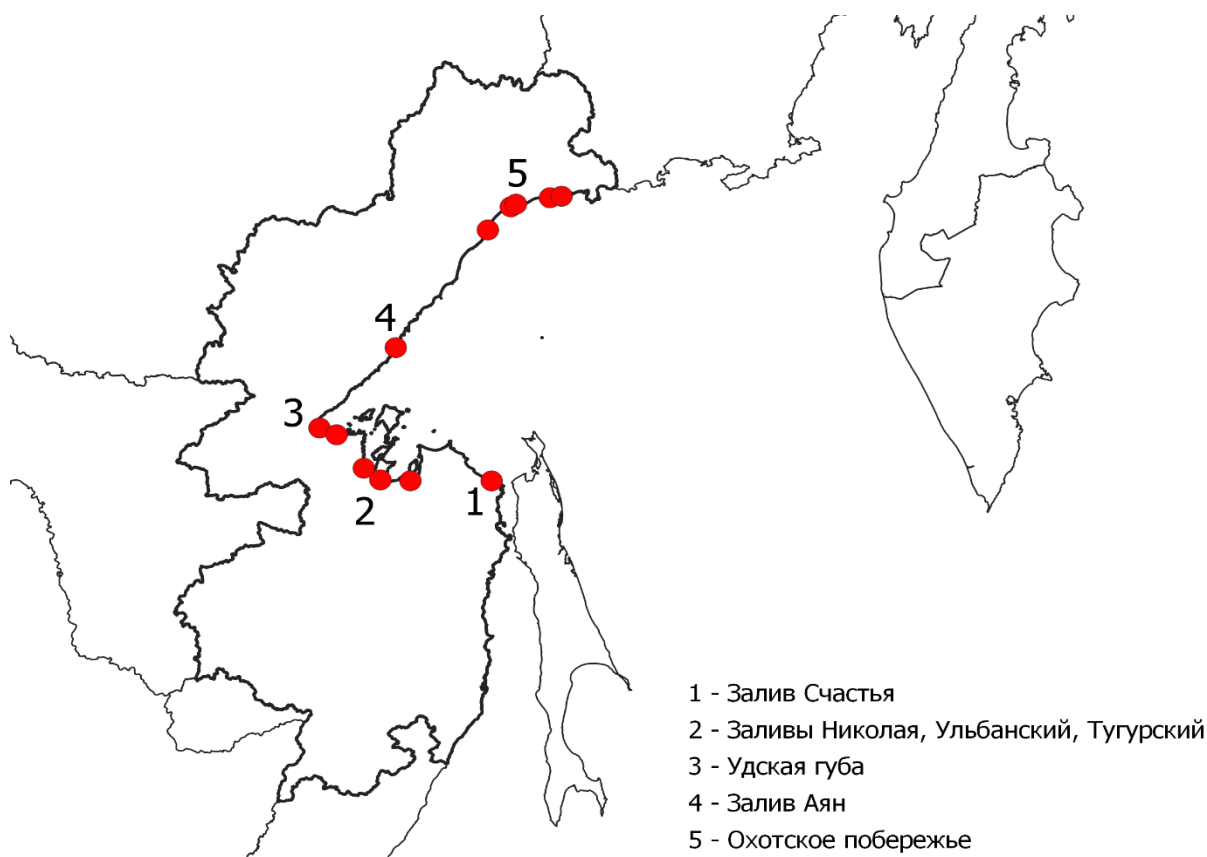 5
4
3
2
1
1 - Залив Счастья
2 - Заливы Николая, Ульбанский, Тугурский
3 - Удская губа
4 - Залив Аян
5 - Охотское побережье